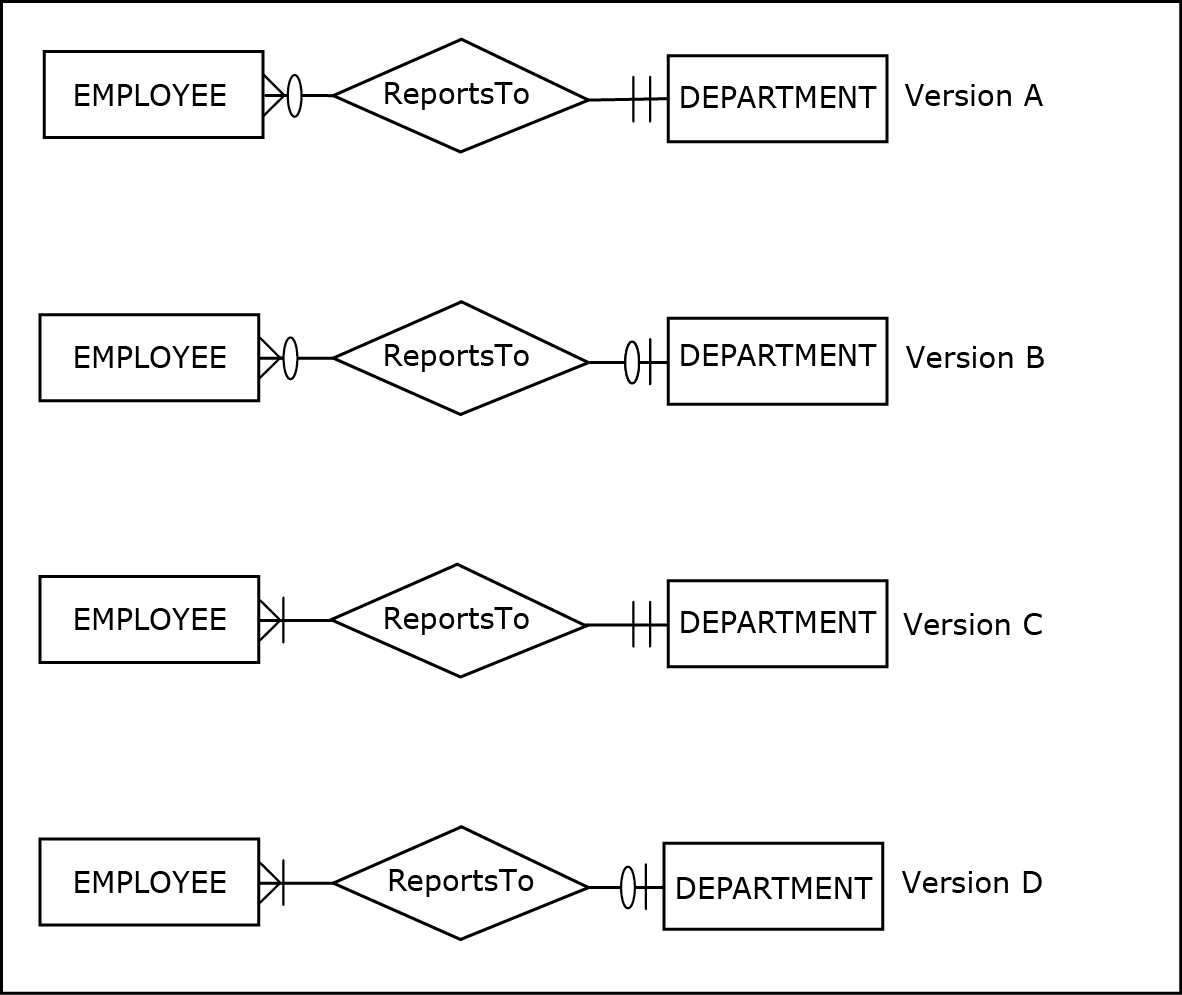 EMPLOYEE ReportsTo DEPARTMENT Version A
EMPLOYEE ReportsTo DEPARTMENT Version B
EMPLOYEE ReportsTo DEPARTMENT Version C
EMPLOYEE ReportsTo DEPARTMENT Version D